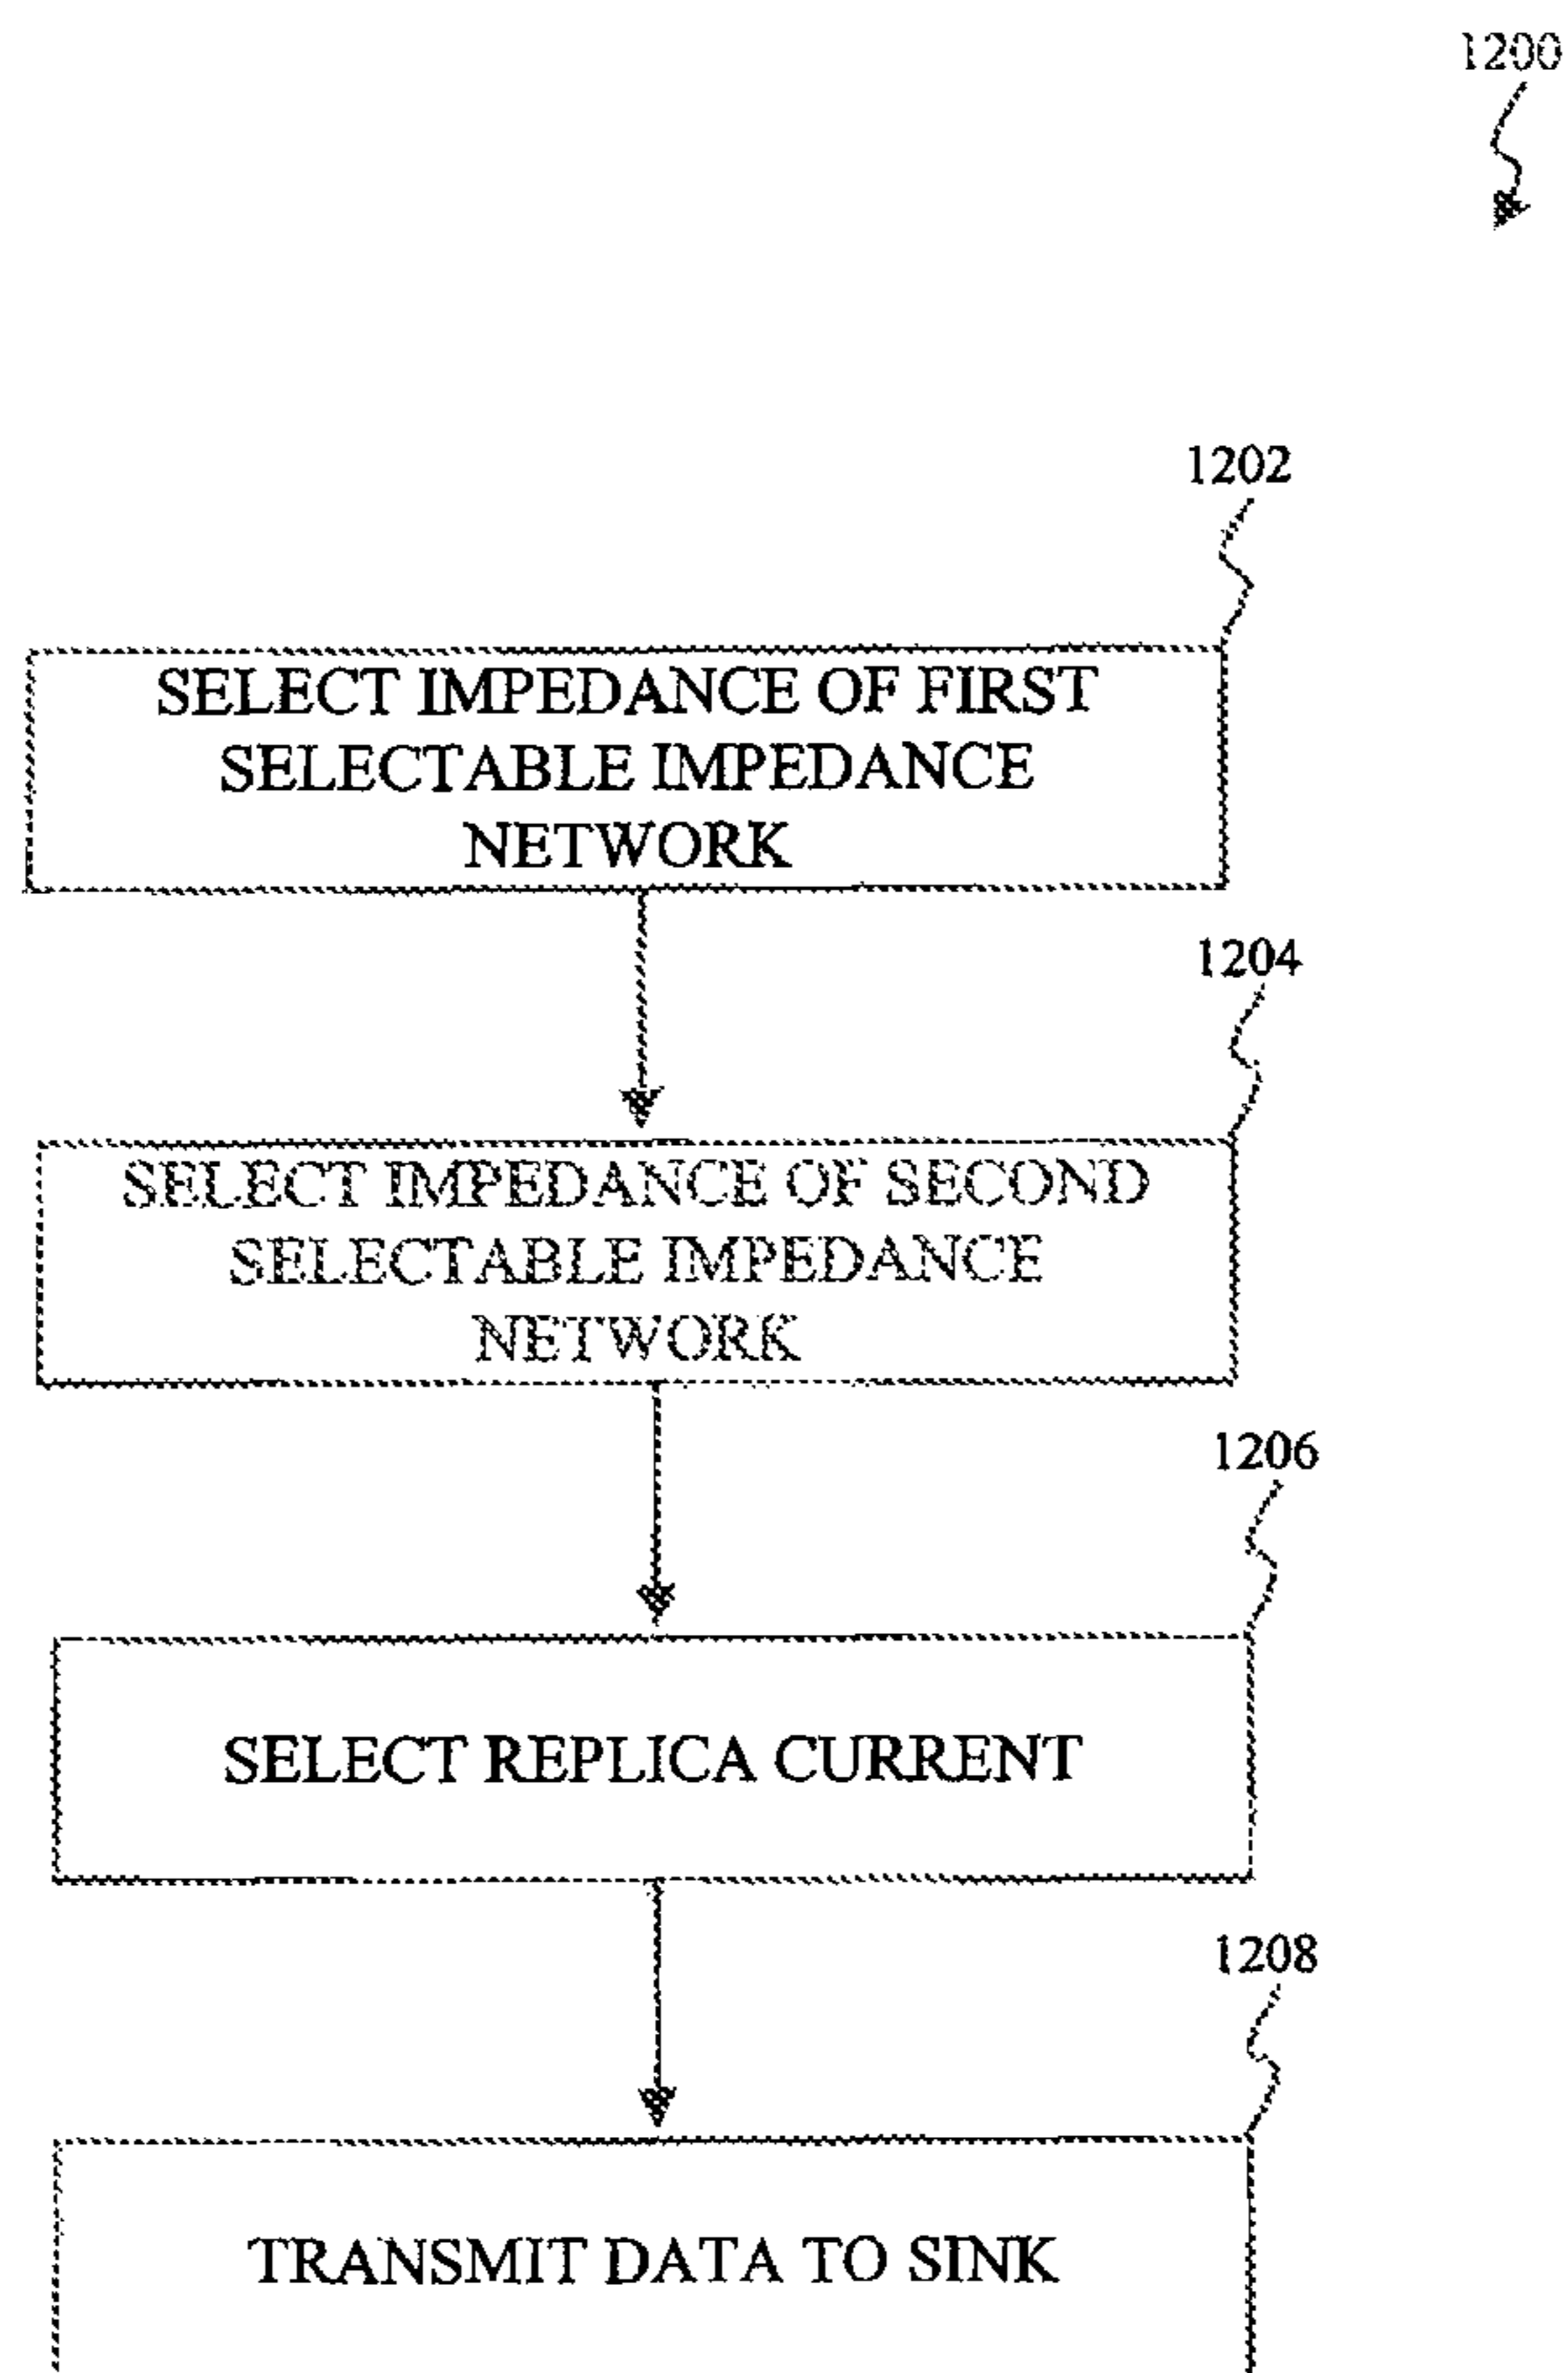 1200
1202
SELECT IMPEDANCE OF FIRST
SELECTABLE IMPEDANCE
NETWORK
1204
SELECT IMPEDANCE OF SECOND
SELECTABLE IMPEDANCE
NETWORK
1206
SELECT REPLICA CURRENT
1208
TRANSMIT DATA TO SINK